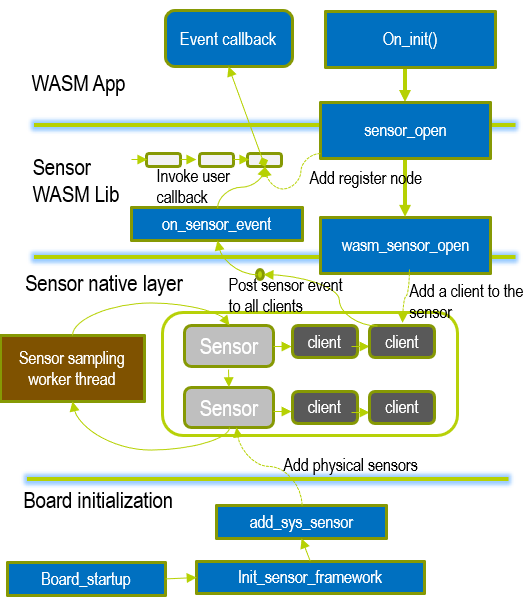 Event callback
On_init()
WASM App
sensor_open
Sensor
WASM Lib
Invoke user
callback
Add register node
on_sensor_event
wasm_sensor_open
Sensor native layer
Post sensor event
to all clients
Add a client to the
sensor
Sensor sampling
worker thread
Sensor
client
client
Sensor
client
client
Add physical sensors
Board initialization
add_sys_sensor
Board_startup
Init_sensor_framework